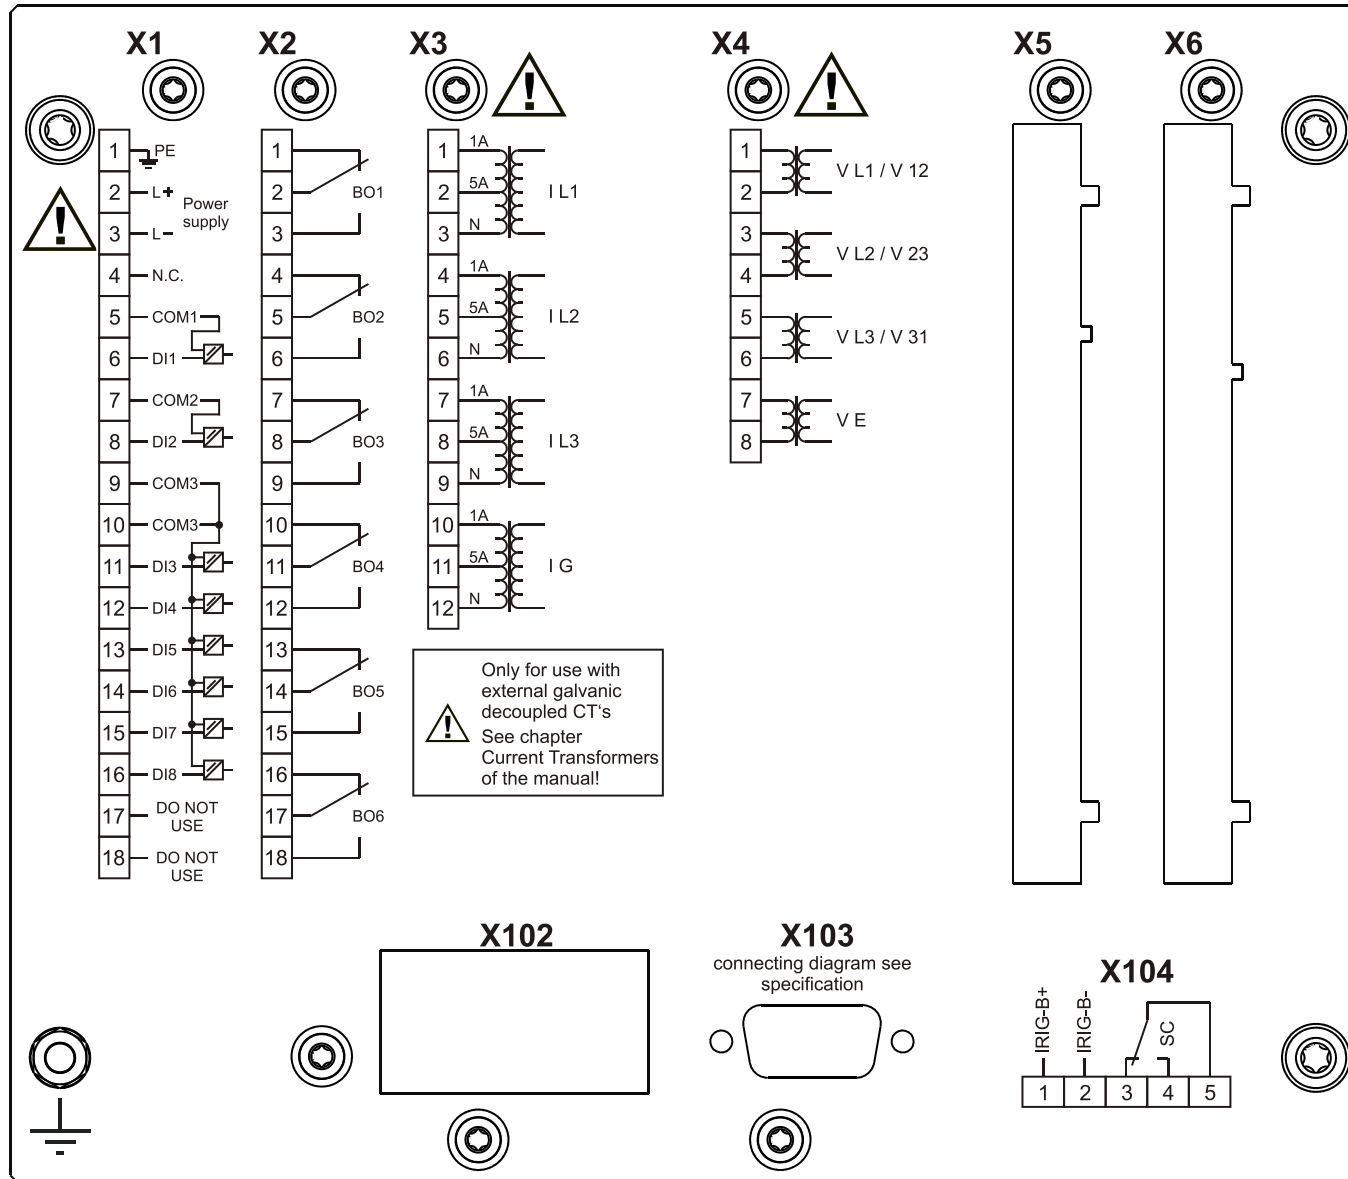 X1
X2
X3
X4
X5
X6
1 PE
2 L+
Power
supply
3 L-
4 N.C.
5 COM1
6 DI1
7 COM2
8 DI2
9 COM3
10 COM3
11 DI3
12 DI4
13 DI5
14 DI6
15 DI7
16 DI8
17 DO NOT
USE
18 DO NOT
USE
1
2 BO1
3
4
5 BO2
6
7
8 BO3
9
10
11 BO4
12
13
14 BO5
15
16
17 BO6
18
1 1A
2 5A I L1
3 N
4 1A
5 5A I L2
6 N
7 1A
8 5A I L3
9 N
10 1A
11 5A I G
12 N
!
Only for use with
external galvanic
decoupled CT's
See chapter
Current Transformers
of the manual!
1
V L1 / V 12
2
3
V L2 / V 23
4
5
V L3 / V 31
6
7
V E
8
X102
X103
connecting diagram see
specification
X104
IRIG-B+
IRIG-B-
SC
1 2 3 4 5